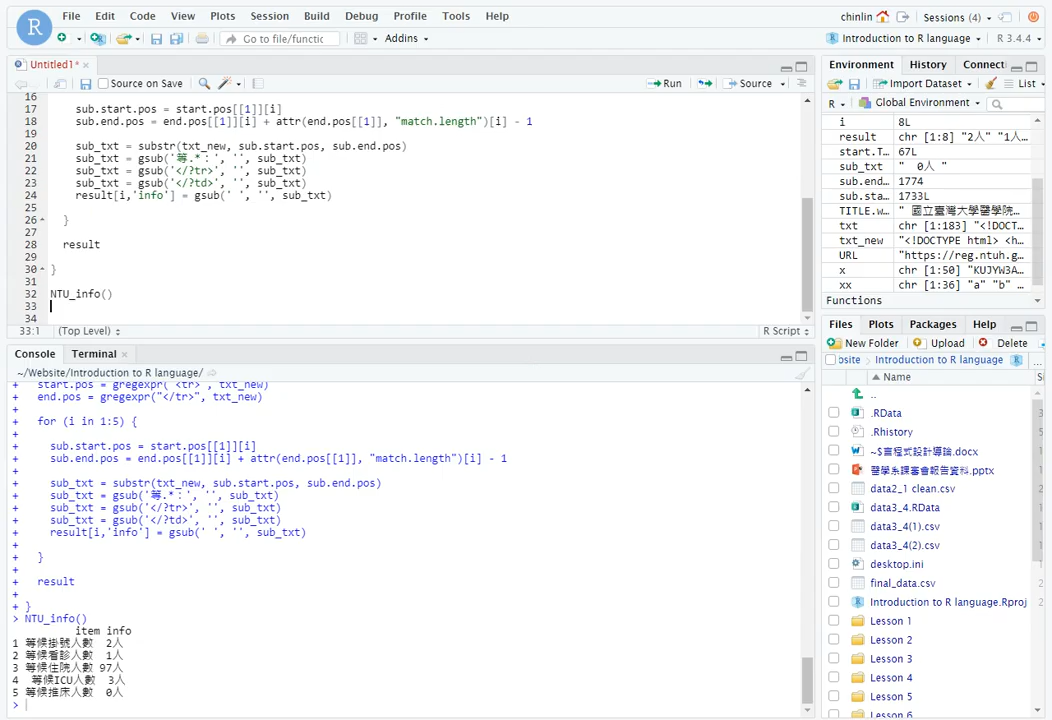 File Edit Code View Plots Session Build Debug Profile Tools Help
chinlin Sessions (4)
R
Go to file/functic Addins
Introduction to R language R 3.4.4
Untitled1*
Source on Save Run Source
16
17 sub.start.pos = start.pos[[1]][i]
18 sub.end.pos = end.pos[[1]][i] + attr(end.pos[[1]], "match.length")[i] - 1
19
20 sub_txt = substr(txt_new, sub.start.pos, sub.end.pos)
21 sub_txt = gsub('等.*：', '', sub_txt)
22 sub_txt = gsub('</?tr>', '', sub_txt)
23 sub_txt = gsub('</?td>', '', sub_txt)
24 result[i,'info'] = gsub(' ', '', sub_txt)
25
26 }
27
28 result
29
30 }
31
32 NTU_info()
33
34
33:1 (Top Level) R Script
Console Terminal
~/Website/Introduction to R language/
+ start.pos = gregexpr("<tr>", txt_new)
+ end.pos = gregexpr("</tr>", txt_new)
+
+ for (i in 1:5) {
+
+ sub.start.pos = start.pos[[1]][i]
+ sub.end.pos = end.pos[[1]][i] + attr(end.pos[[1]], "match.length")[i] - 1
+
+ sub_txt = substr(txt_new, sub.start.pos, sub.end.pos)
+ sub_txt = gsub('等.*：', '', sub_txt)
+ sub_txt = gsub('</?tr>', '', sub_txt)
+ sub_txt = gsub('</?td>', '', sub_txt)
+ result[i,'info'] = gsub(' ', '', sub_txt)
+
+ }
+
+ result
+
+ }
> NTU_info()
item info
1 等候掛號人數 2人
2 等候看診人數 1人
3 等候住院人數 97人
4 等候ICU人數 3人
5 等候推床人數 0人
>
Environment History Connecti
Import Dataset List
R Global Environment
i 8L
result chr [1:8] "2人" "1人…
start.T… 67L
sub_txt " 0人 "
sub.end… 1774
sub.sta… 1733L
TITLE.w… " 國立臺灣大學醫學院…
txt chr [1:183] "<!DOCT…
txt_new "<!DOCTYPE html> <h…
URL "https://reg.ntuh.g…
x chr [1:50] "KUJYW3A…
xx chr [1:36] "a" "b" …
Functions
Files Plots Packages Help
New Folder Upload Delete
bsite Introduction to R language R …
Name Si
..
.RData 3
.Rhistory 5
~$言程式設計導論.docx 1
醫學系課審會報告資料.pptx 1
data2_1 clean.csv
data3_4.RData
data3_4(1).csv 1
data3_4(2).csv 1
desktop.ini 1
final_data.csv 2
Introduction to R language.Rproj 2
Lesson 1
Lesson 2
Lesson 3
Lesson 4
Lesson 5
Lesson 6